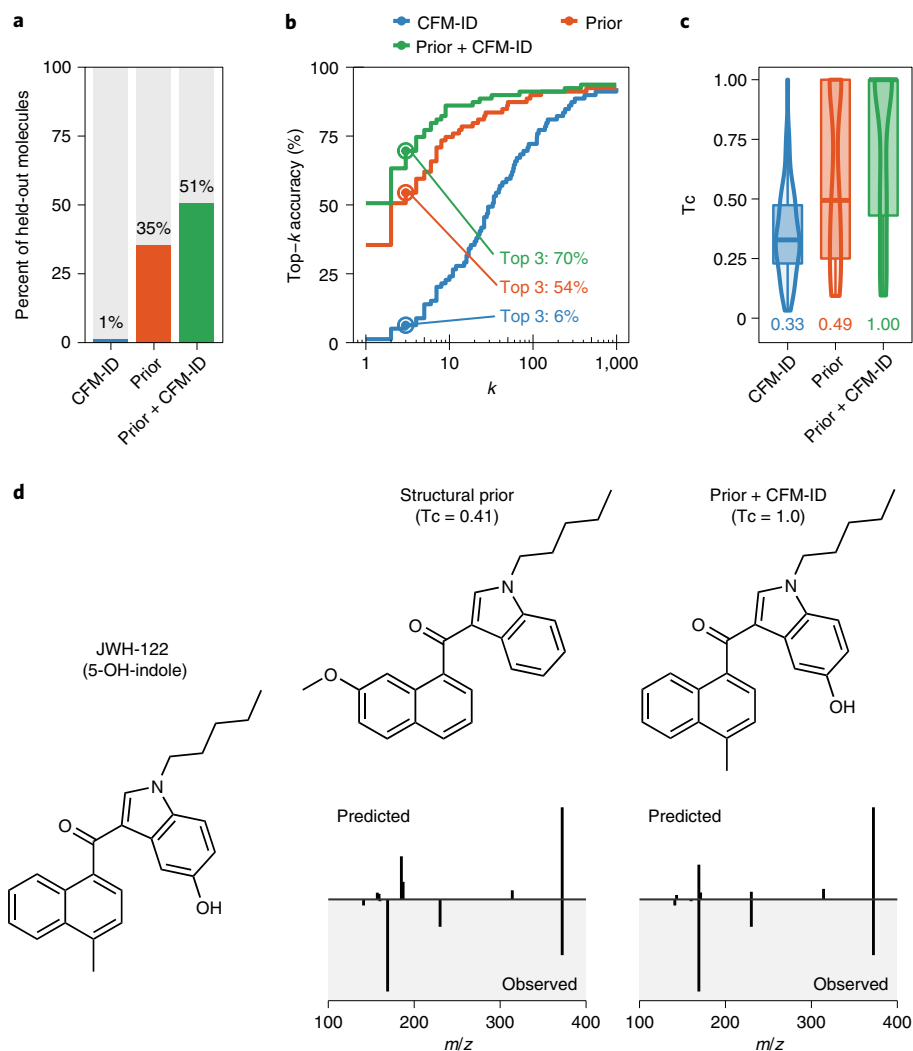 a
Percent of held-out molecules
100
75
50
25
0
1%
35%
51%
CFM-ID
Prior
Prior + CFM-ID
b
CFM-ID
Prior
Prior + CFM-ID
Top–k accuracy (%)
100
75
50
25
0
Top 3: 70%
Top 3: 54%
Top 3: 6%
1
10
100
1,000
k
c
Tc
1.00
0.75
0.50
0.25
0
0.33
0.49
1.00
CFM-ID
Prior
Prior + CFM-ID
d
JWH-122
(5-OH-indole)
N
O
OH
Structural prior
(Tc = 0.41)
N
O
O
Prior + CFM-ID
(Tc = 1.0)
N
O
OH
Predicted
Observed
100
200
300
400
m/z
Predicted
Observed
100
200
300
400
m/z